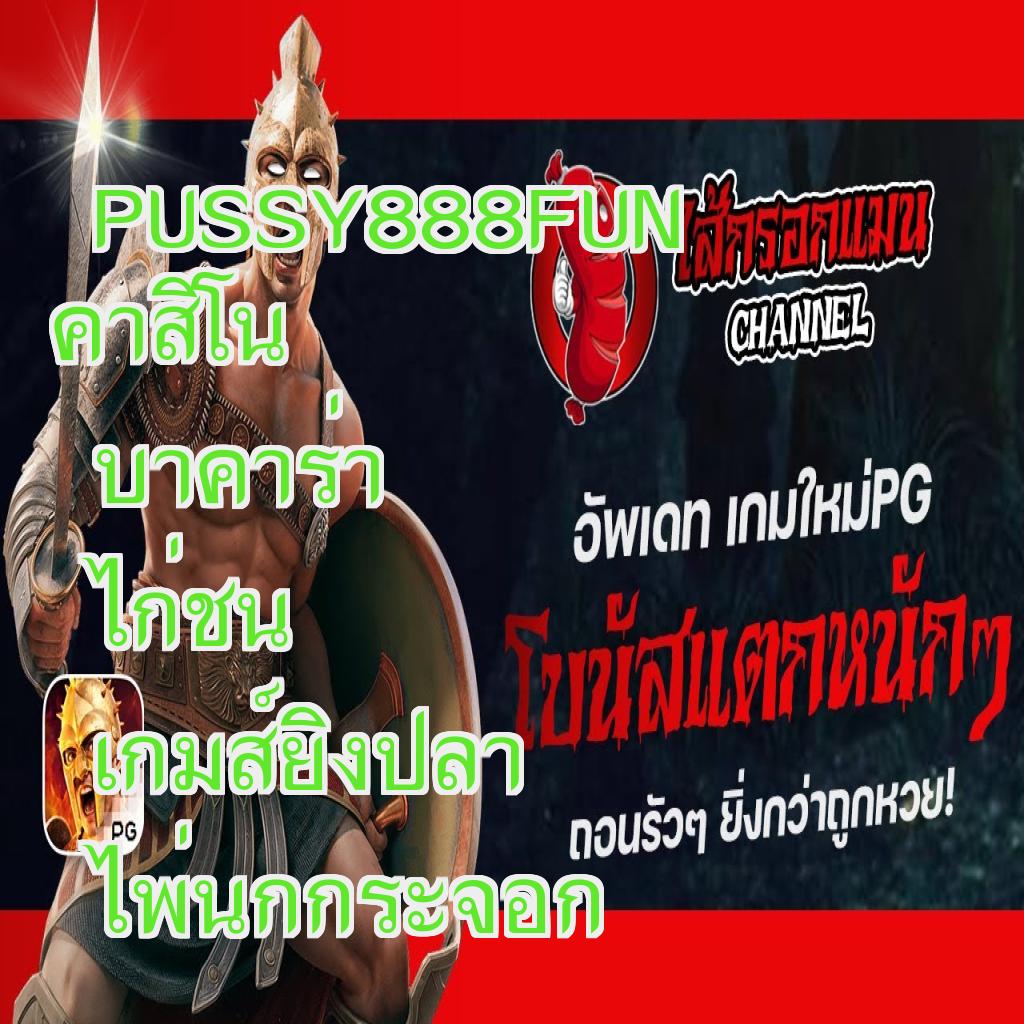 PUSSY888FUN
คาสิโน
บาคาร่า
ไก่ชน
เกมส์ยิงปลา
ไพ่นกกระจอก
ไส้กรอกแมน
CHANNEL
อัพเดท เกมใหม่PG
โบนัสแตกหนักๆ
ถอนรัวๆ ยิ่งกว่าถูกหวย!
PG